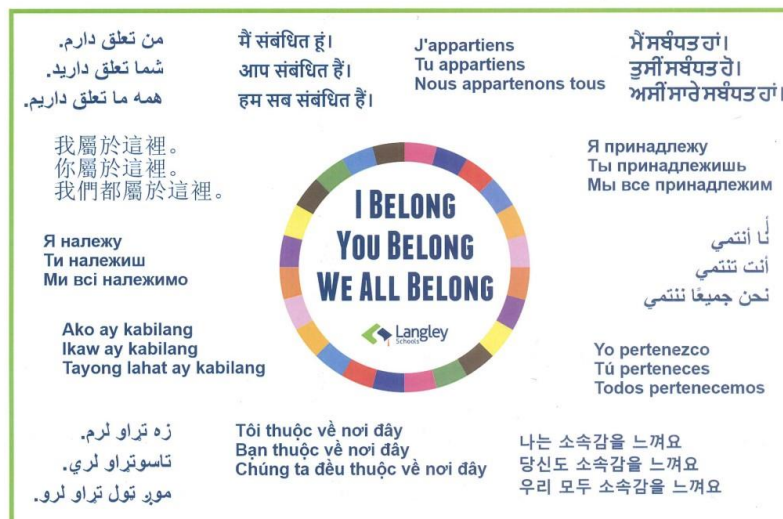 من تعلق دارم.
شما تعلق دارید.
همه ما تعلق داریم.
मैं संबंधित हूं।
आप संबंधित हैं।
हम सब संबंधित हैं।
J'appartiens
Tu appartiens
Nous appartenons tous
ਮੈਂ ਸਬੰਧਤ ਹਾਂ।
ਤੁਸੀਂ ਸਬੰਧਤ ਹੋ।
ਅਸੀਂ ਸਾਰੇ ਸਬੰਧਤ ਹਾਂ।
我屬於這裡。
你屬於這裡。
我們都屬於這裡。
I BELONG
YOU BELONG
WE ALL BELONG
Langley
Schools
Я принадлежу
Ты принадлежишь
Мы все принадлежим
Я належу
Ти належиш
Ми всі належимо
أُنا أنتمي
أنت تنتمي
نحن جميعًا ننتمي
Ako ay kabilang
Ikaw ay kabilang
Tayong lahat ay kabilang
Yo pertenezco
Tú perteneces
Todos pertenecemos
زه تړاو لرم.
تاسو تړاو لري.
موږ ټول تړاو لرو.
Tôi thuộc về nơi đây
Bạn thuộc về nơi đây
Chúng ta đều thuộc về nơi đây
나는 소속감을 느껴요
당신도 소속감을 느껴요
우리 모두 소속감을 느껴요